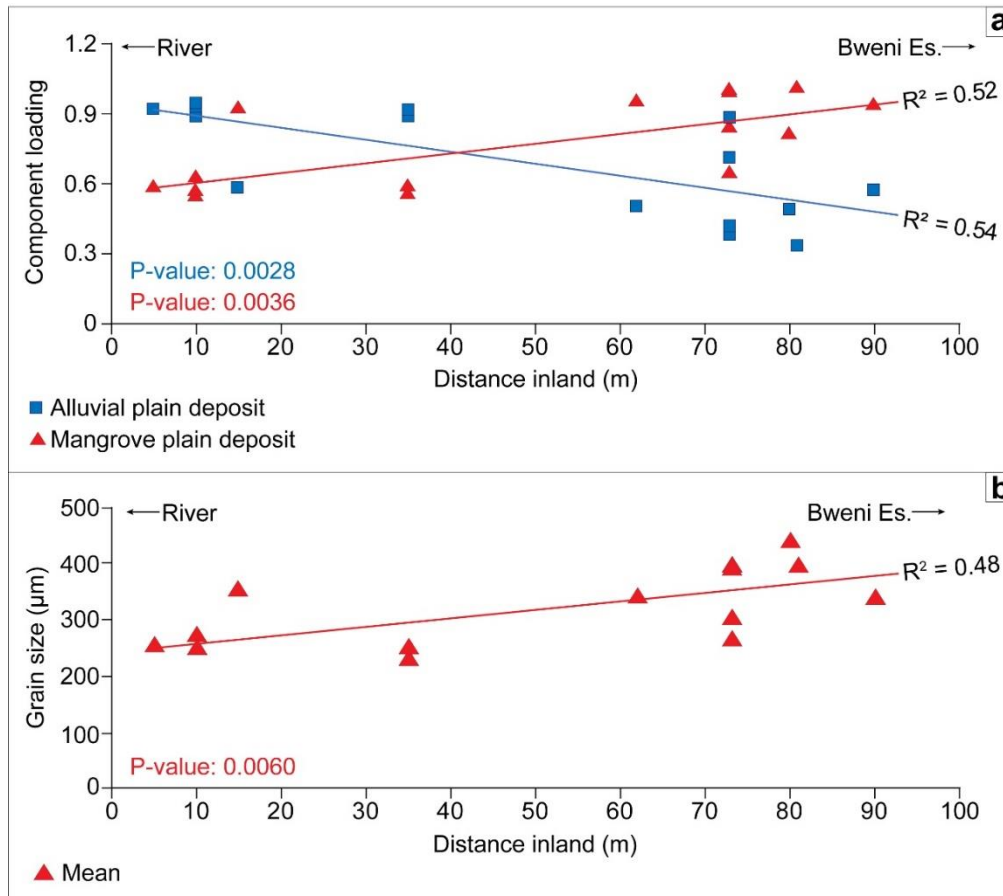 a
← River
Bweni Es. →
1.2
0.9
0.6
0.3
0
Component loading
R² = 0.52
R² = 0.54
P-value: 0.0028
P-value: 0.0036
0 10 20 30 40 50 60 70 80 90 100
Distance inland (m)
Alluvial plain deposit
Mangrove plain deposit
b
← River
Bweni Es. →
500
400
300
200
100
0
Grain size (µm)
R² = 0.48
P-value: 0.0060
0 10 20 30 40 50 60 70 80 90 100
Distance inland (m)
Mean